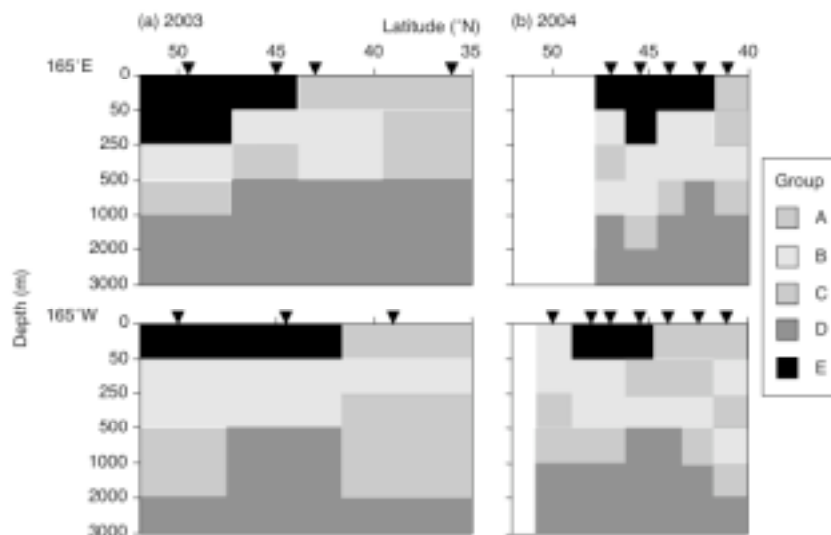 (a) 2003
Latitude (°N)
(b) 2004
50 45 40 35
50 45 40
165°E
0
50
250
500
1000
2000
3000
Depth (m)
165°W
0
50
250
500
1000
2000
3000
Group
A
B
C
D
E